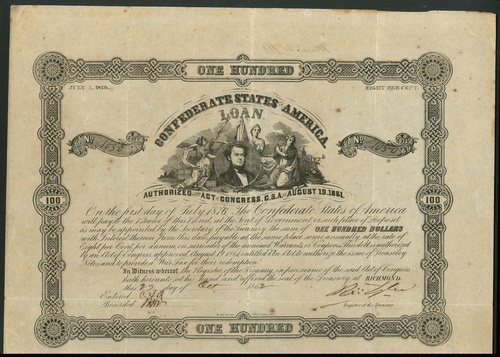 ONE HUNDRED
JULY 1, 1876.
EIGHT PER CENT.
CONFEDERATE STATES AMERICA.
LOAN
No.
AUTHORIZED ACT CONGRESS, C.S.A. AUGUST 19, 1861.
100
100
On the first day of July 1876, The Confederate States of America
will pay to the Bearer of this Bond, at the seat of Government or such place of Deposit
as may be appointed by the Secretary of the Treasury, the sum of ONE HUNDRED DOLLARS
with Interest thereon from this date, payable at the same place semi annually, at the rate of
Eight per Cent per annum, on surrender of the annexed Warrants or Coupons. This debt is authorized
By an Act of Congress approved August 19, 1861, entitled An Act to authorize the issue of Treasury
Notes, and to provide a War Tax for their redemption.
In Witness whereof, the Register of the Treasury, in pursuance of the said Act of Congress
hath hereunto set his hand and affixed the seal of the Treasury at RICHMOND,
this 22 day of 1862
Entered
Recorded
Register of the Treasury
ONE HUNDRED